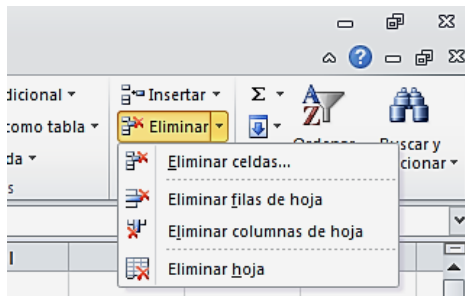 dicional
Insertar
Σ
como tabla
Eliminar
Ordenar
Buscar y
da
cionar
s
Eliminar celdas...
Eliminar filas de hoja
Eliminar columnas de hoja
Eliminar hoja
I